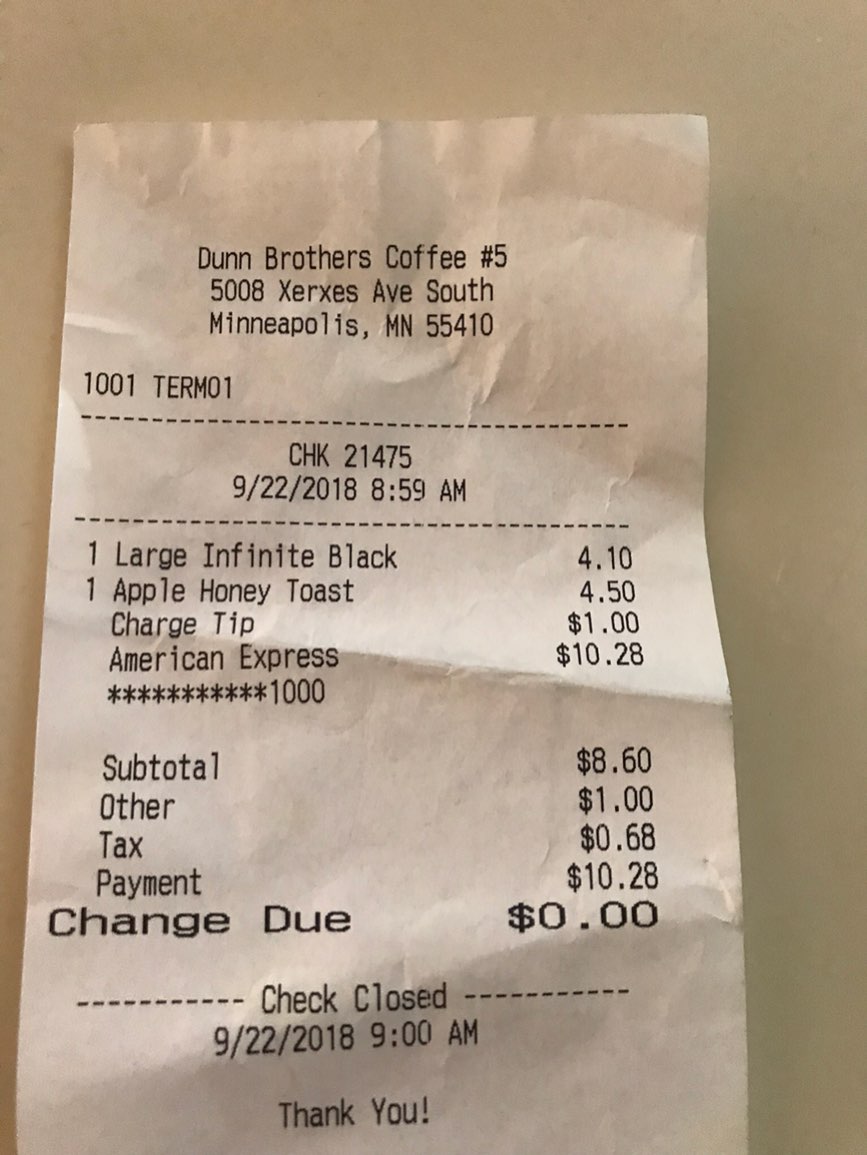 Dunn Brothers Coffee #5
5008 Xerxes Ave South
Minneapolis, MN 55410
1001 TERM01
----------------------------------------
CHK 21475
9/22/2018 8:59 AM
----------------------------------------
1 Large Infinite Black 4.10
1 Apple Honey Toast 4.50
Charge Tip $1.00
American Express $10.28
***********1000
Subtotal $8.60
Other $1.00
Tax $0.68
Payment $10.28
Change Due $0.00
----------- Check Closed -----------
9/22/2018 9:00 AM
Thank You!